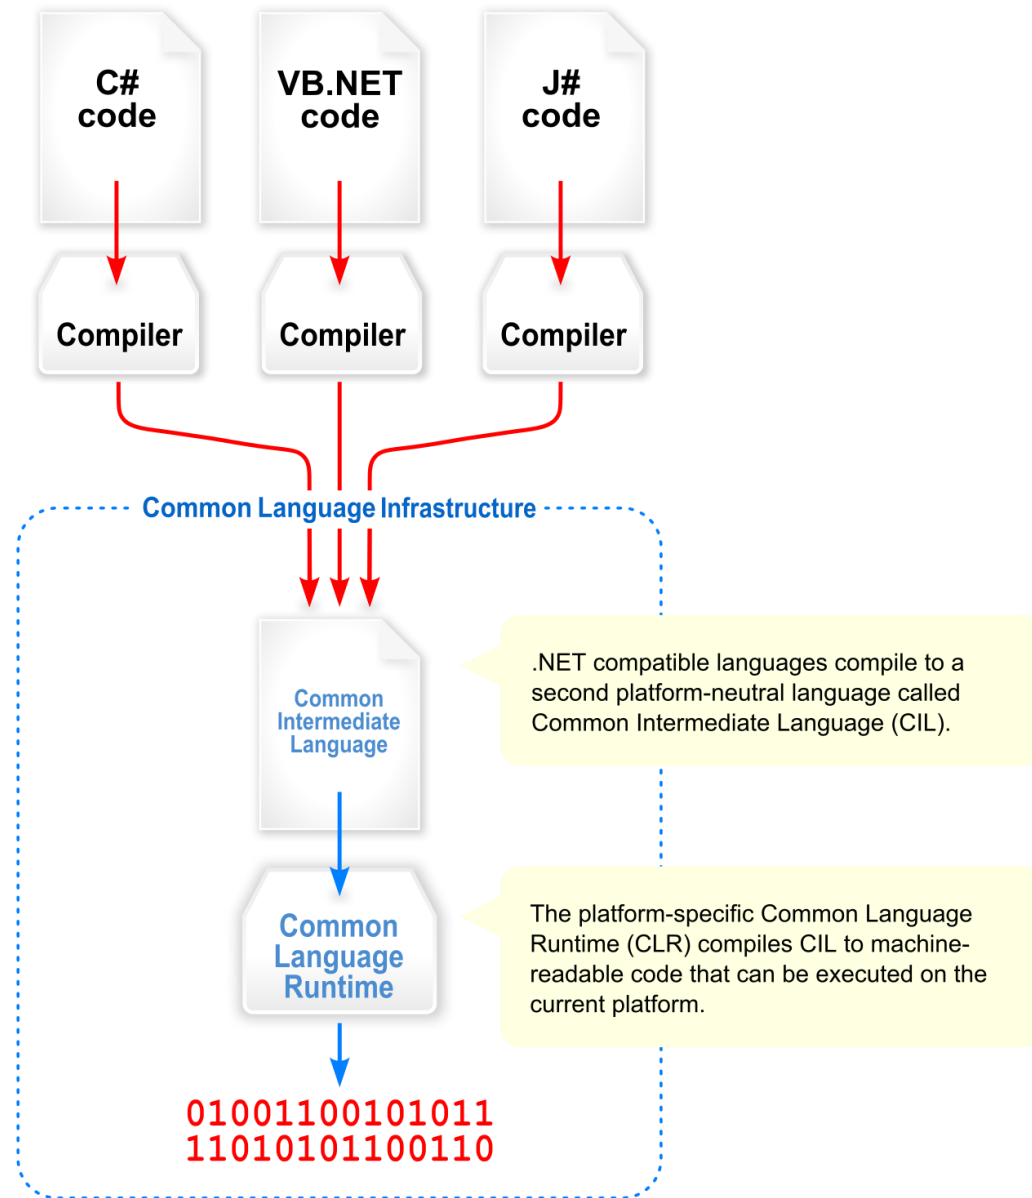 C#
code
VB.NET
code
J#
code
Compiler
Compiler
Compiler
Common Language Infrastructure
Common
Intermediate
Language
.NET compatible languages compile to a
second platform-neutral language called
Common Intermediate Language (CIL).
Common
Language
Runtime
The platform-specific Common Language
Runtime (CLR) compiles CIL to machine-
readable code that can be executed on the
current platform.
01001100101011
11010101100110